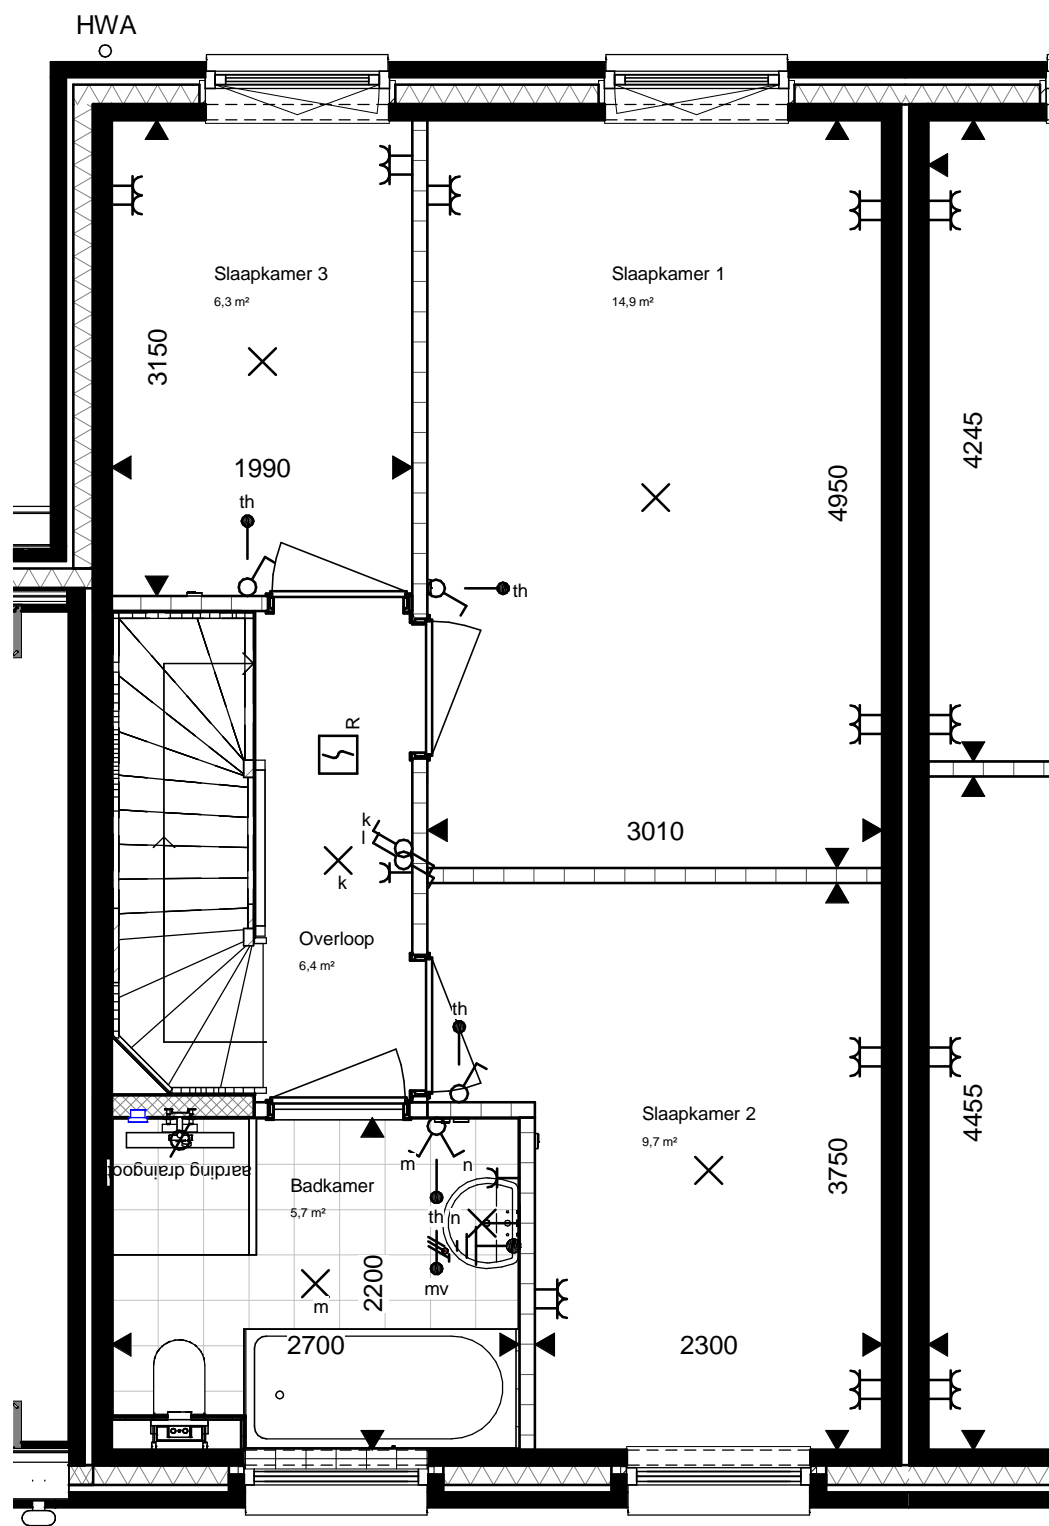 HWA
Slaapkamer 3
6,3 m²
Slaapkamer 1
14,9 m²
3150
1990
4245
4950
th
th
R
k
l
k
3010
Overloop
6,4 m²
th
Slaapkamer 2
9,7 m²
4455
3750
aarding draingoot
m
n
Badkamer
5,7 m²
th
n
mv
m
2200
2700
2300